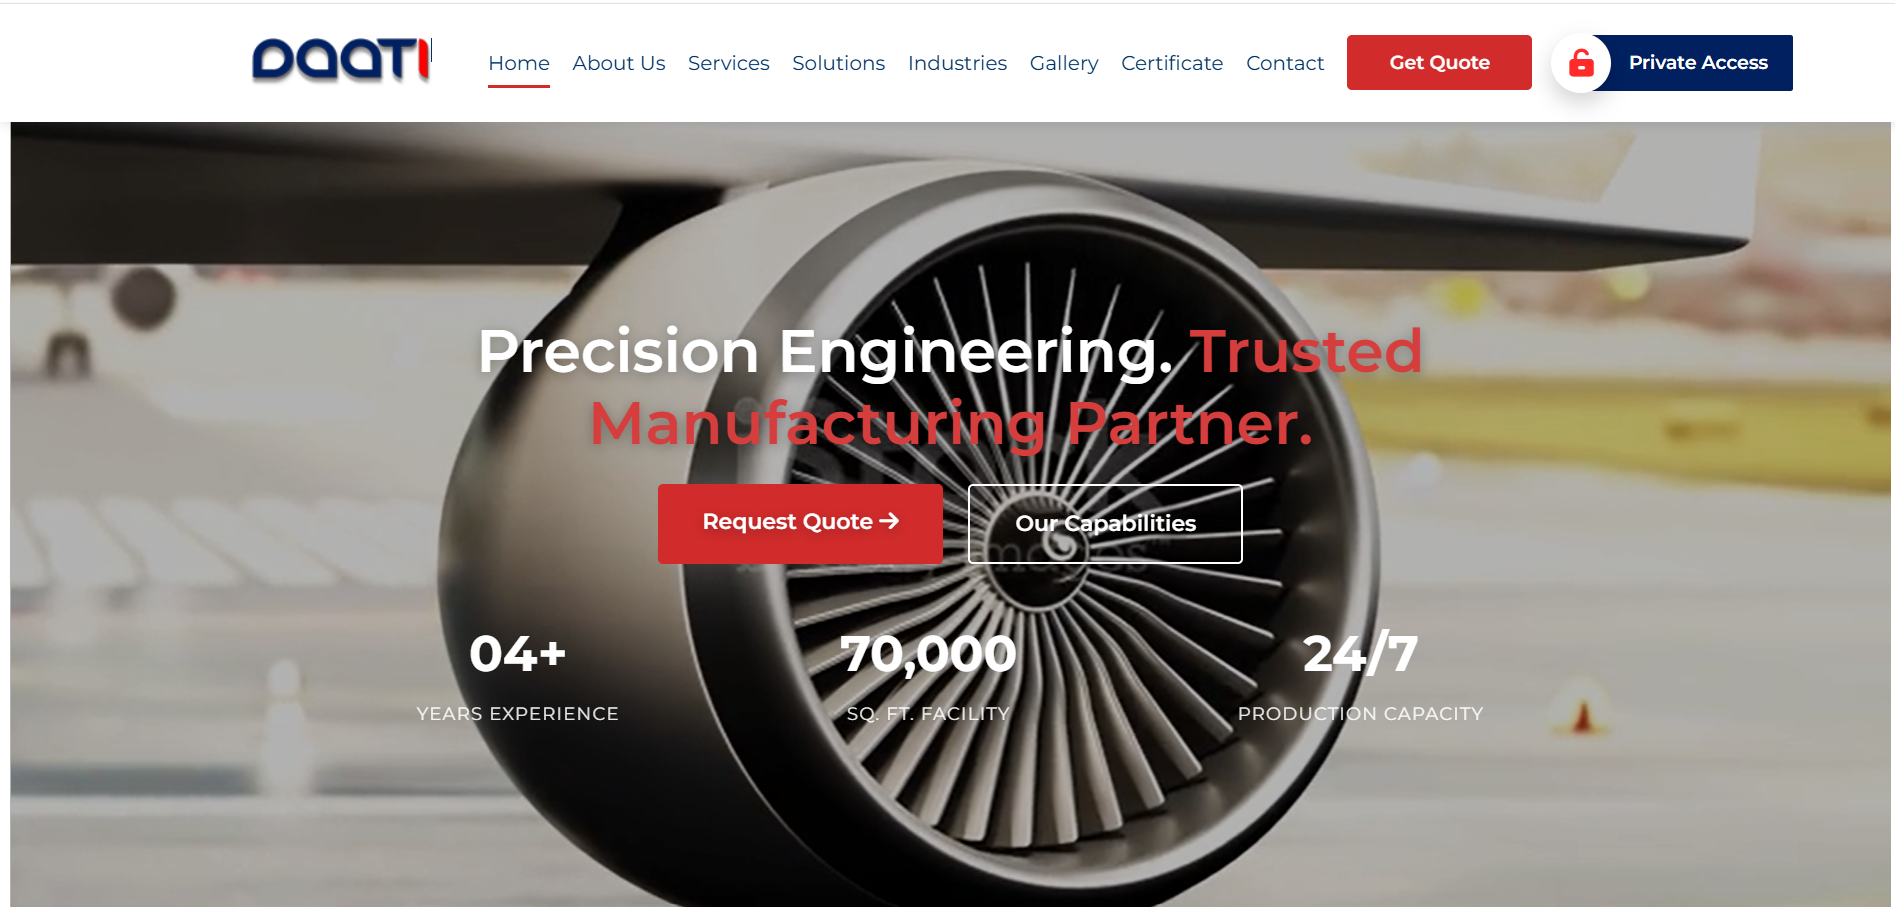 DAATI
Home About Us Services Solutions Industries Gallery Certificate Contact Get Quote Private Access
Precision Engineering. Trusted
Manufacturing Partner.
Request Quote →
Our Capabilities
04+ 70,000 24/7
YEARS EXPERIENCE SQ. FT. FACILITY PRODUCTION CAPACITY